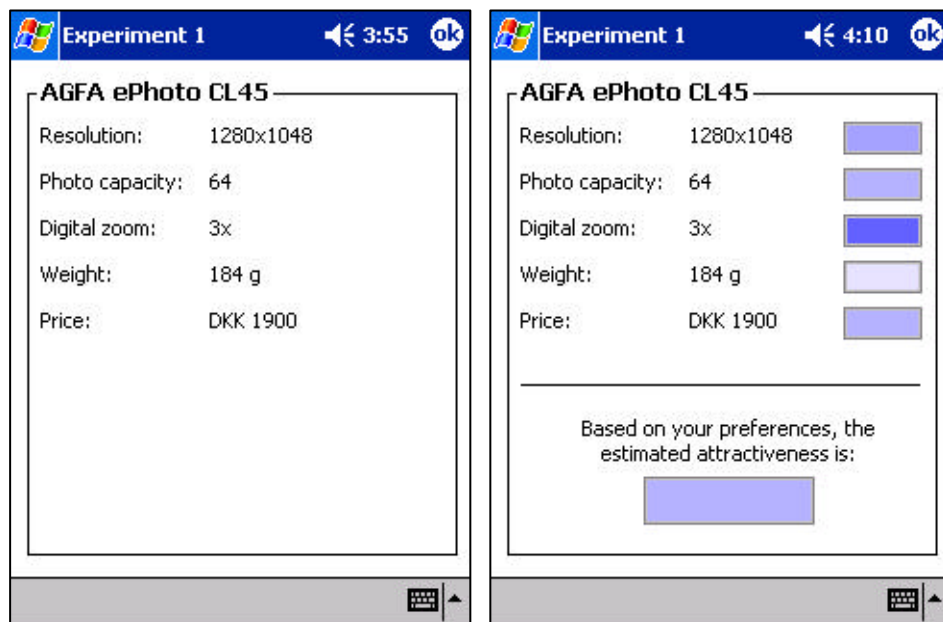 Experiment 1 3:55 ok
AGFA ePhoto CL45
Resolution: 1280x1048
Photo capacity: 64
Digital zoom: 3x
Weight: 184 g
Price: DKK 1900
Experiment 1 4:10 ok
AGFA ePhoto CL45
Resolution: 1280x1048
Photo capacity: 64
Digital zoom: 3x
Weight: 184 g
Price: DKK 1900
Based on your preferences, the
estimated attractiveness is: